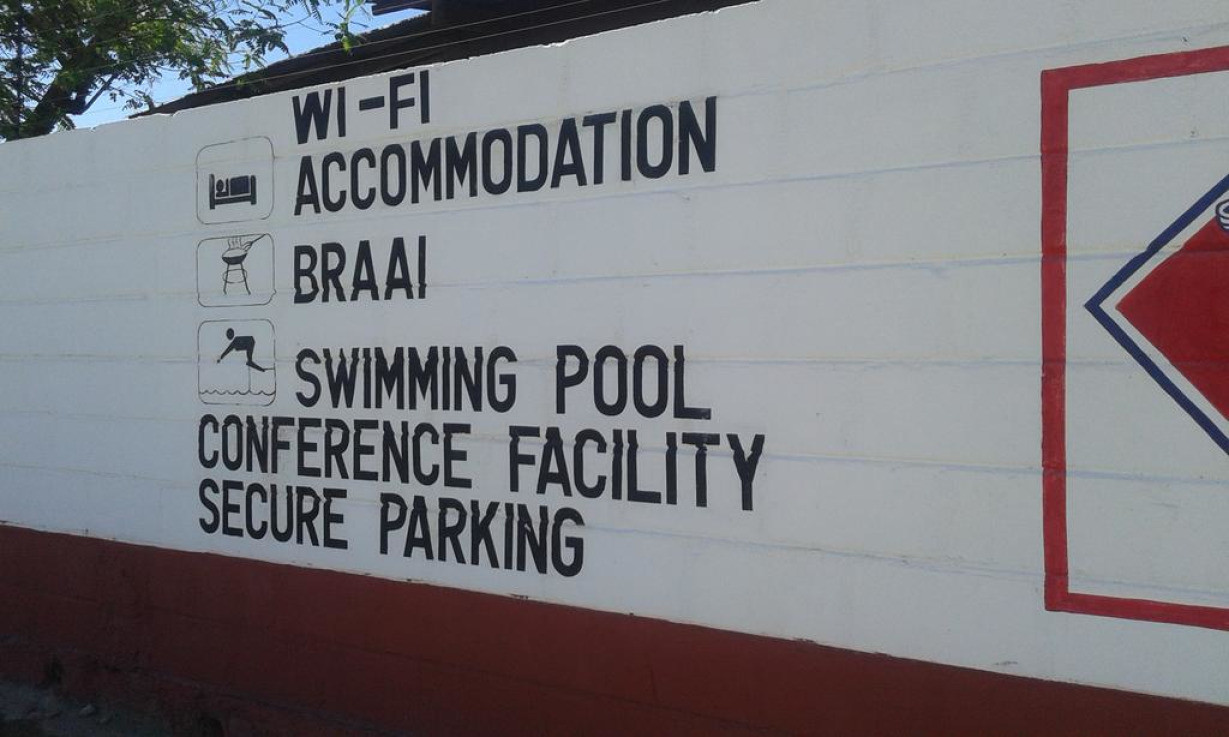 WI-FI
ACCOMMODATION
BRAAI
SWIMMING POOL
CONFERENCE FACILITY
SECURE PARKING